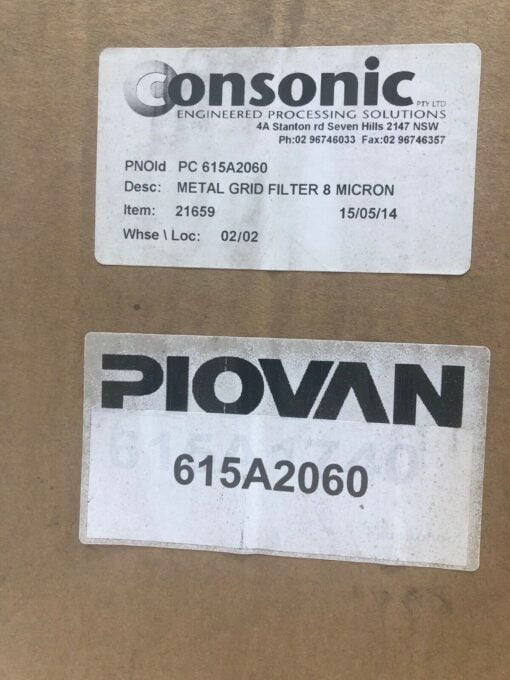 Consonic
PTY LTD
ENGINEERED PROCESSING SOLUTIONS
4A Stanton rd Seven Hills 2147 NSW
Ph:02 96746033 Fax:02 96746357
PNOld PC 615A2060
Desc: METAL GRID FILTER 8 MICRON
Item: 21659 15/05/14
Whse \ Loc: 02/02
PIOVAN
615A2060